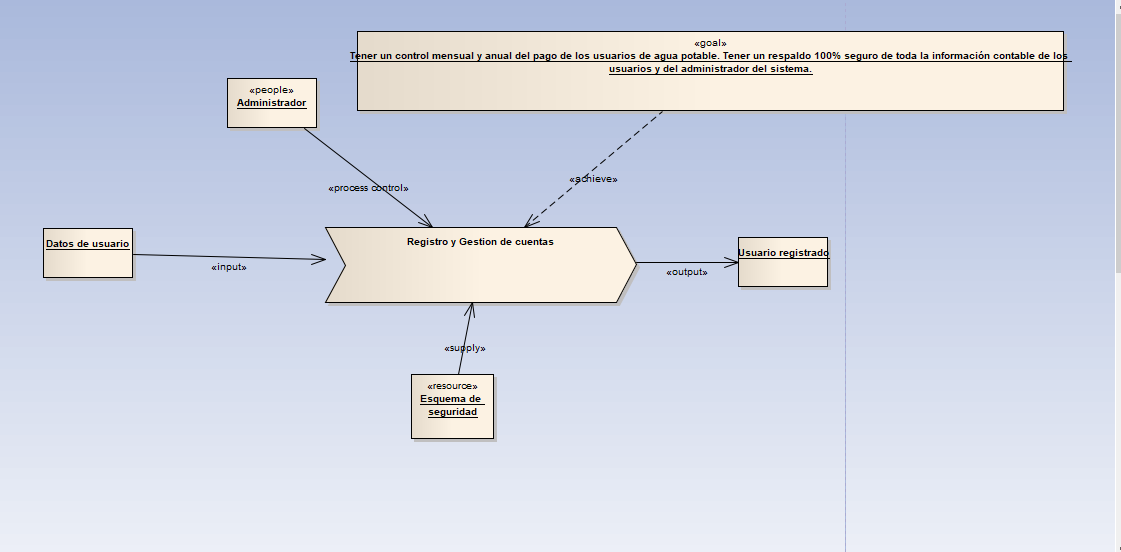 «goal»
Tener un control mensual y anual del pago de los usuarios de agua potable. Tener un respaldo 100% seguro de toda la información contable de los
usuarios y del administrador del sistema.
«people»
Administrador
«process control»
«achieve»
Datos de usuario
«input»
Registro y Gestion de cuentas
«output»
Usuario registrado
«supply»
«resource»
Esquema de
seguridad